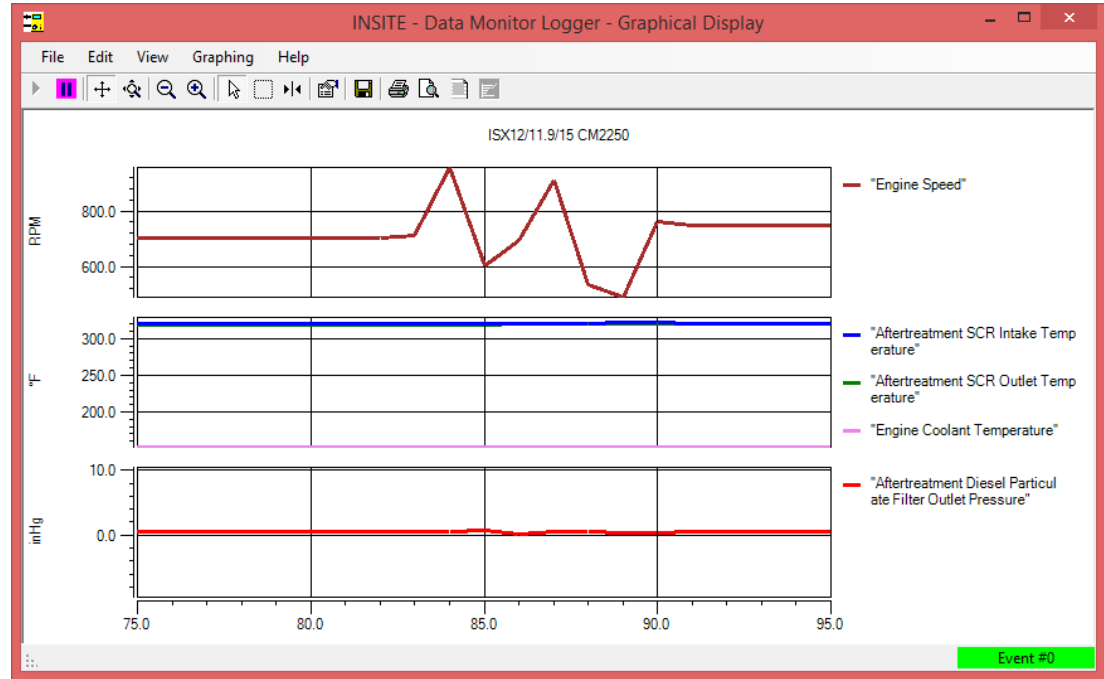 INSITE - Data Monitor Logger - Graphical Display
File Edit View Graphing Help
ISX12/11.9/15 CM2250
RPM
800.0
600.0
"Engine Speed"
°F
300.0
250.0
200.0
"Aftertreatment SCR Intake Temp
erature"
"Aftertreatment SCR Outlet Temp
erature"
"Engine Coolant Temperature"
inHg
10.0
0.0
"Aftertreatment Diesel Particul
ate Filter Outlet Pressure"
75.0 80.0 85.0 90.0 95.0
Event #0